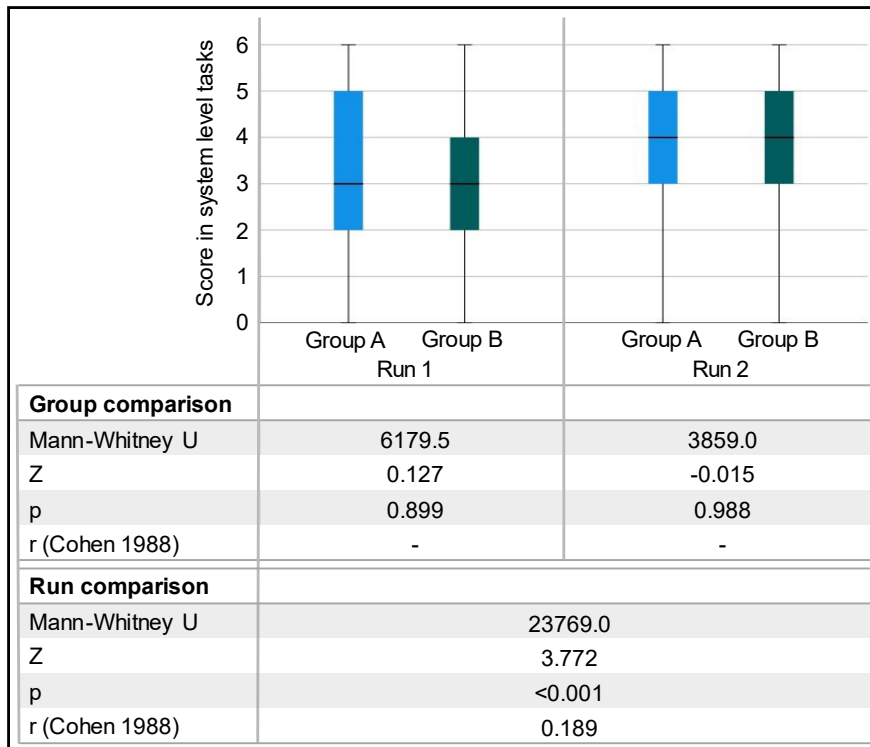 Score in system level tasks
6
5
4
3
2
1
0
Group A Group B Group A Group B
Run 1 Run 2
Group comparison
Mann-Whitney U 6179.5 3859.0
Z 0.127 -0.015
p 0.899 0.988
r (Cohen 1988) - -
Run comparison
Mann-Whitney U 23769.0
Z 3.772
p <0.001
r (Cohen 1988) 0.189